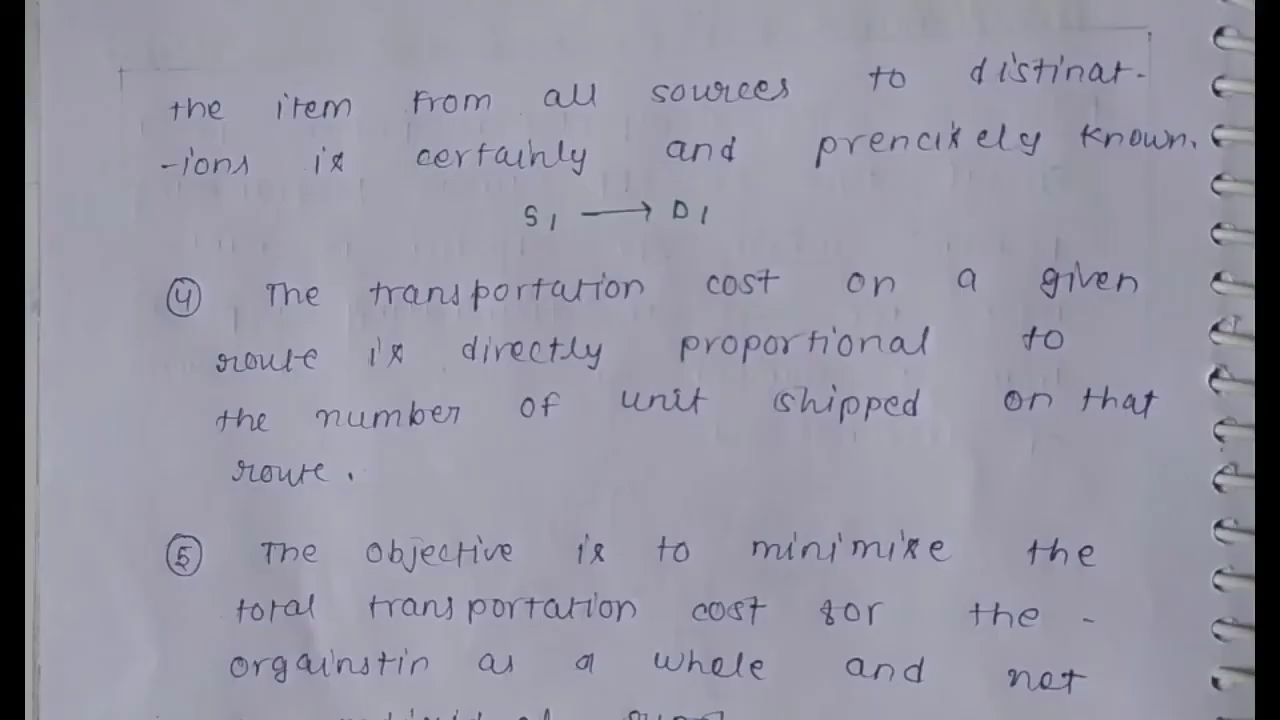 the item from all sources to distinat-
-ions is certainly and prencisely known.
S1 → D1
④ The transportation cost on a given
route is directly proportional to
the number of unit shipped on that
route.
⑤ The objective is to minimise the
total transportation cost for the -
orgainstin as a whole and not